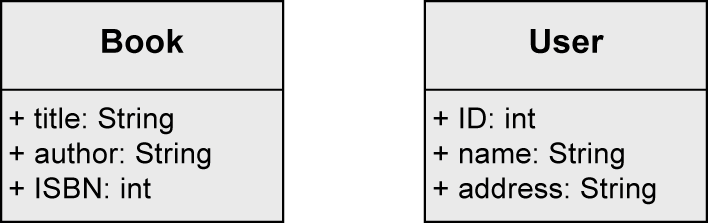 Book
+ title: String
+ author: String
+ ISBN: int
User
+ ID: int
+ name: String
+ address: String